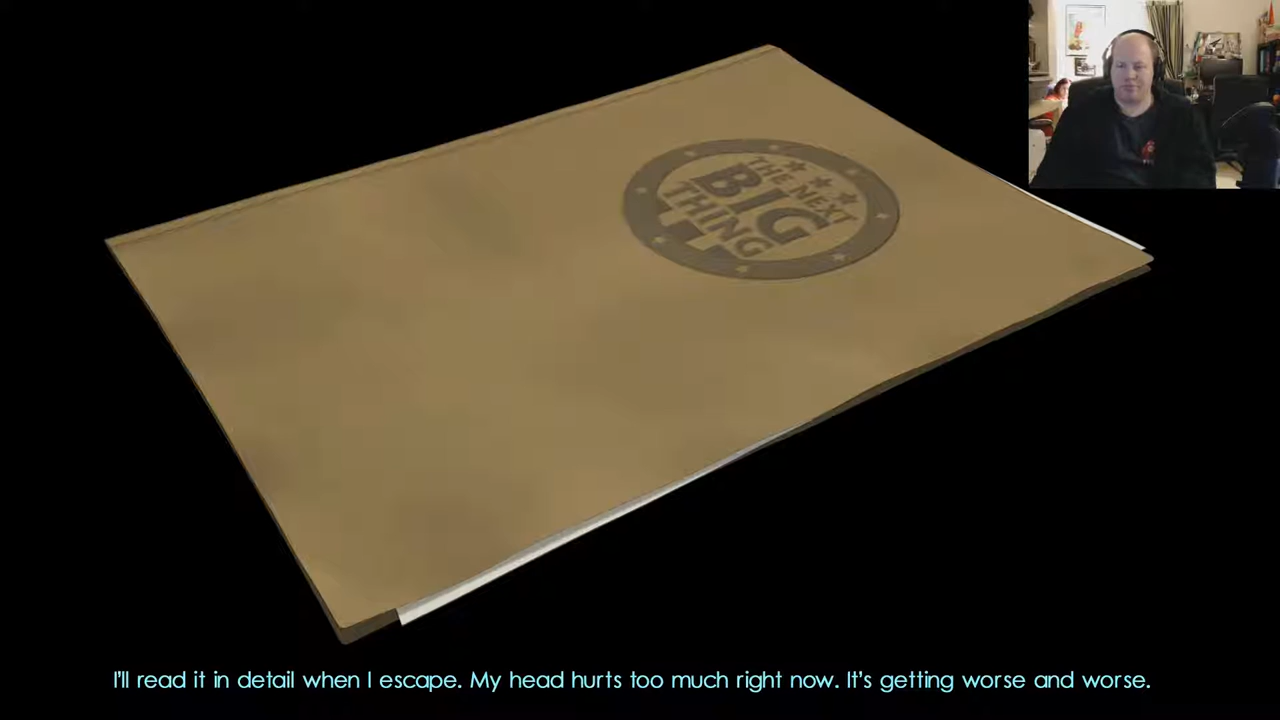 THE NEXT
BIG
THING
I'll read it in detail when I escape. My head hurts too much right now. It's getting worse and worse.